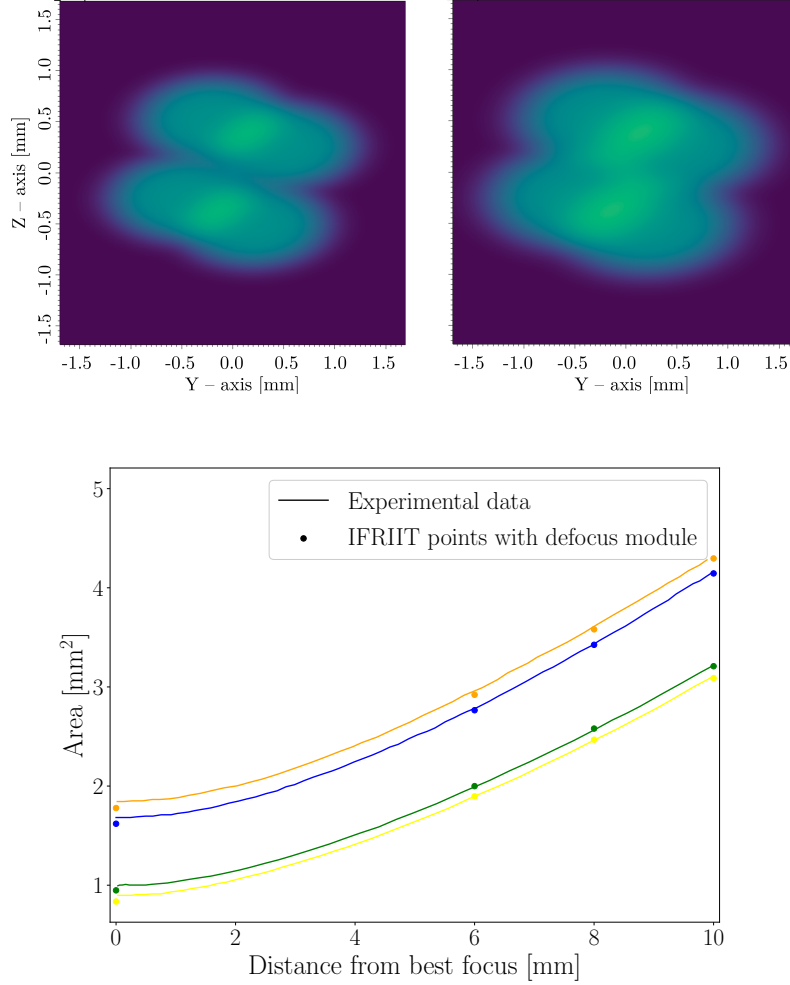 1.5
1.0
0.5
0.0
-0.5
-1.0
-1.5
Z – axis [mm]
-1.5 -1.0 -0.5 0.0 0.5 1.0 1.5
Y – axis [mm]
-1.5 -1.0 -0.5 0.0 0.5 1.0 1.5
Y – axis [mm]
Experimental data
IFRIIT points with defocus module
5
4
3
2
1
Area [mm²]
0 2 4 6 8 10
Distance from best focus [mm]